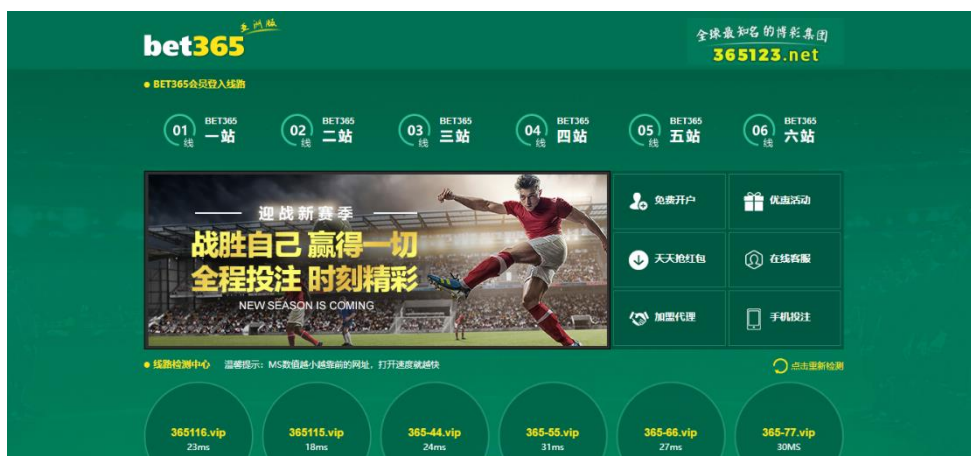 亚洲版
bet365
全球最知名的博彩集团
365123.net
BET365会员登入线路
01 线 BET365 一站
02 线 BET365 二站
03 线 BET365 三站
04 线 BET365 四站
05 线 BET365 五站
06 线 BET365 六站
迎战新赛季
战胜自己 赢得一切
全程投注 时刻精彩
NEW SEASON IS COMING
免费开户
优惠活动
天天抢红包
在线客服
加盟代理
手机投注
线路检测中心 温馨提示：MS数值越小越靠前的网址，打开速度就越快
点击重新检测
365116.vip
23ms
365115.vip
18ms
365-44.vip
24ms
365-55.vip
31ms
365-66.vip
27ms
365-77.vip
30MS